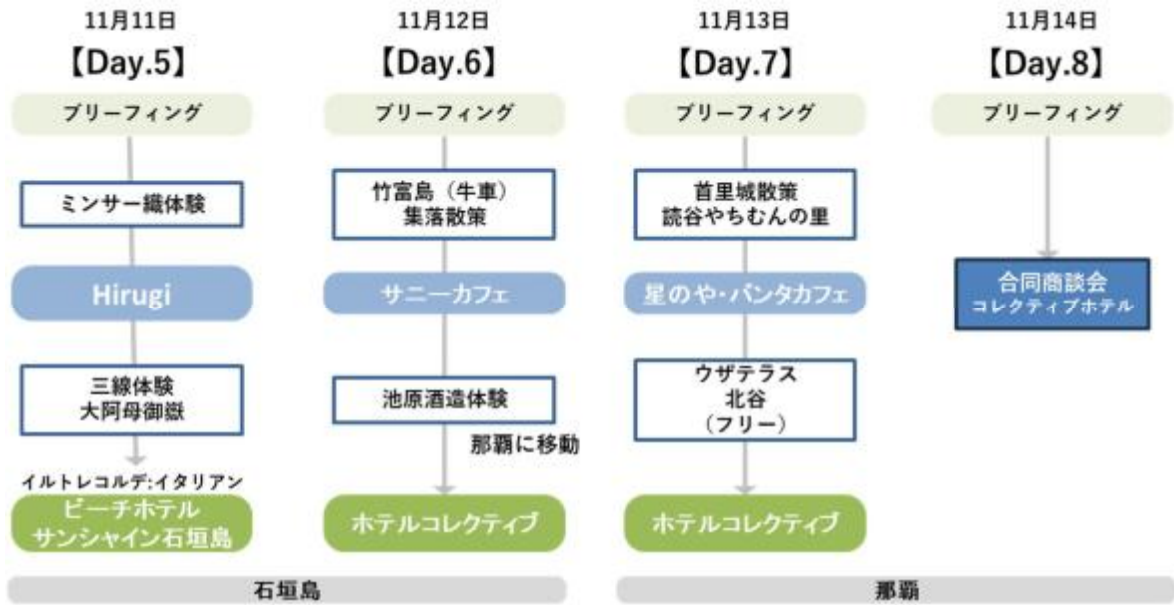 11月11日
【Day.5】
ブリーフィング
ミンサー織体験
Hirugi
三線体験
大阿母御嶽
イルトレコルデ:イタリアン
ビーチホテル
サンシャイン石垣島
11月12日
【Day.6】
ブリーフィング
竹富島（牛車）
集落散策
サニーカフェ
池原酒造体験
那覇に移動
ホテルコレクティブ
石垣島
11月13日
【Day.7】
ブリーフィング
首里城散策
読谷やちむんの里
星のや・バンタカフェ
ウザテラス
北谷
（フリー）
ホテルコレクティブ
11月14日
【Day.8】
ブリーフィング
合同商談会
コレクティブホテル
那覇